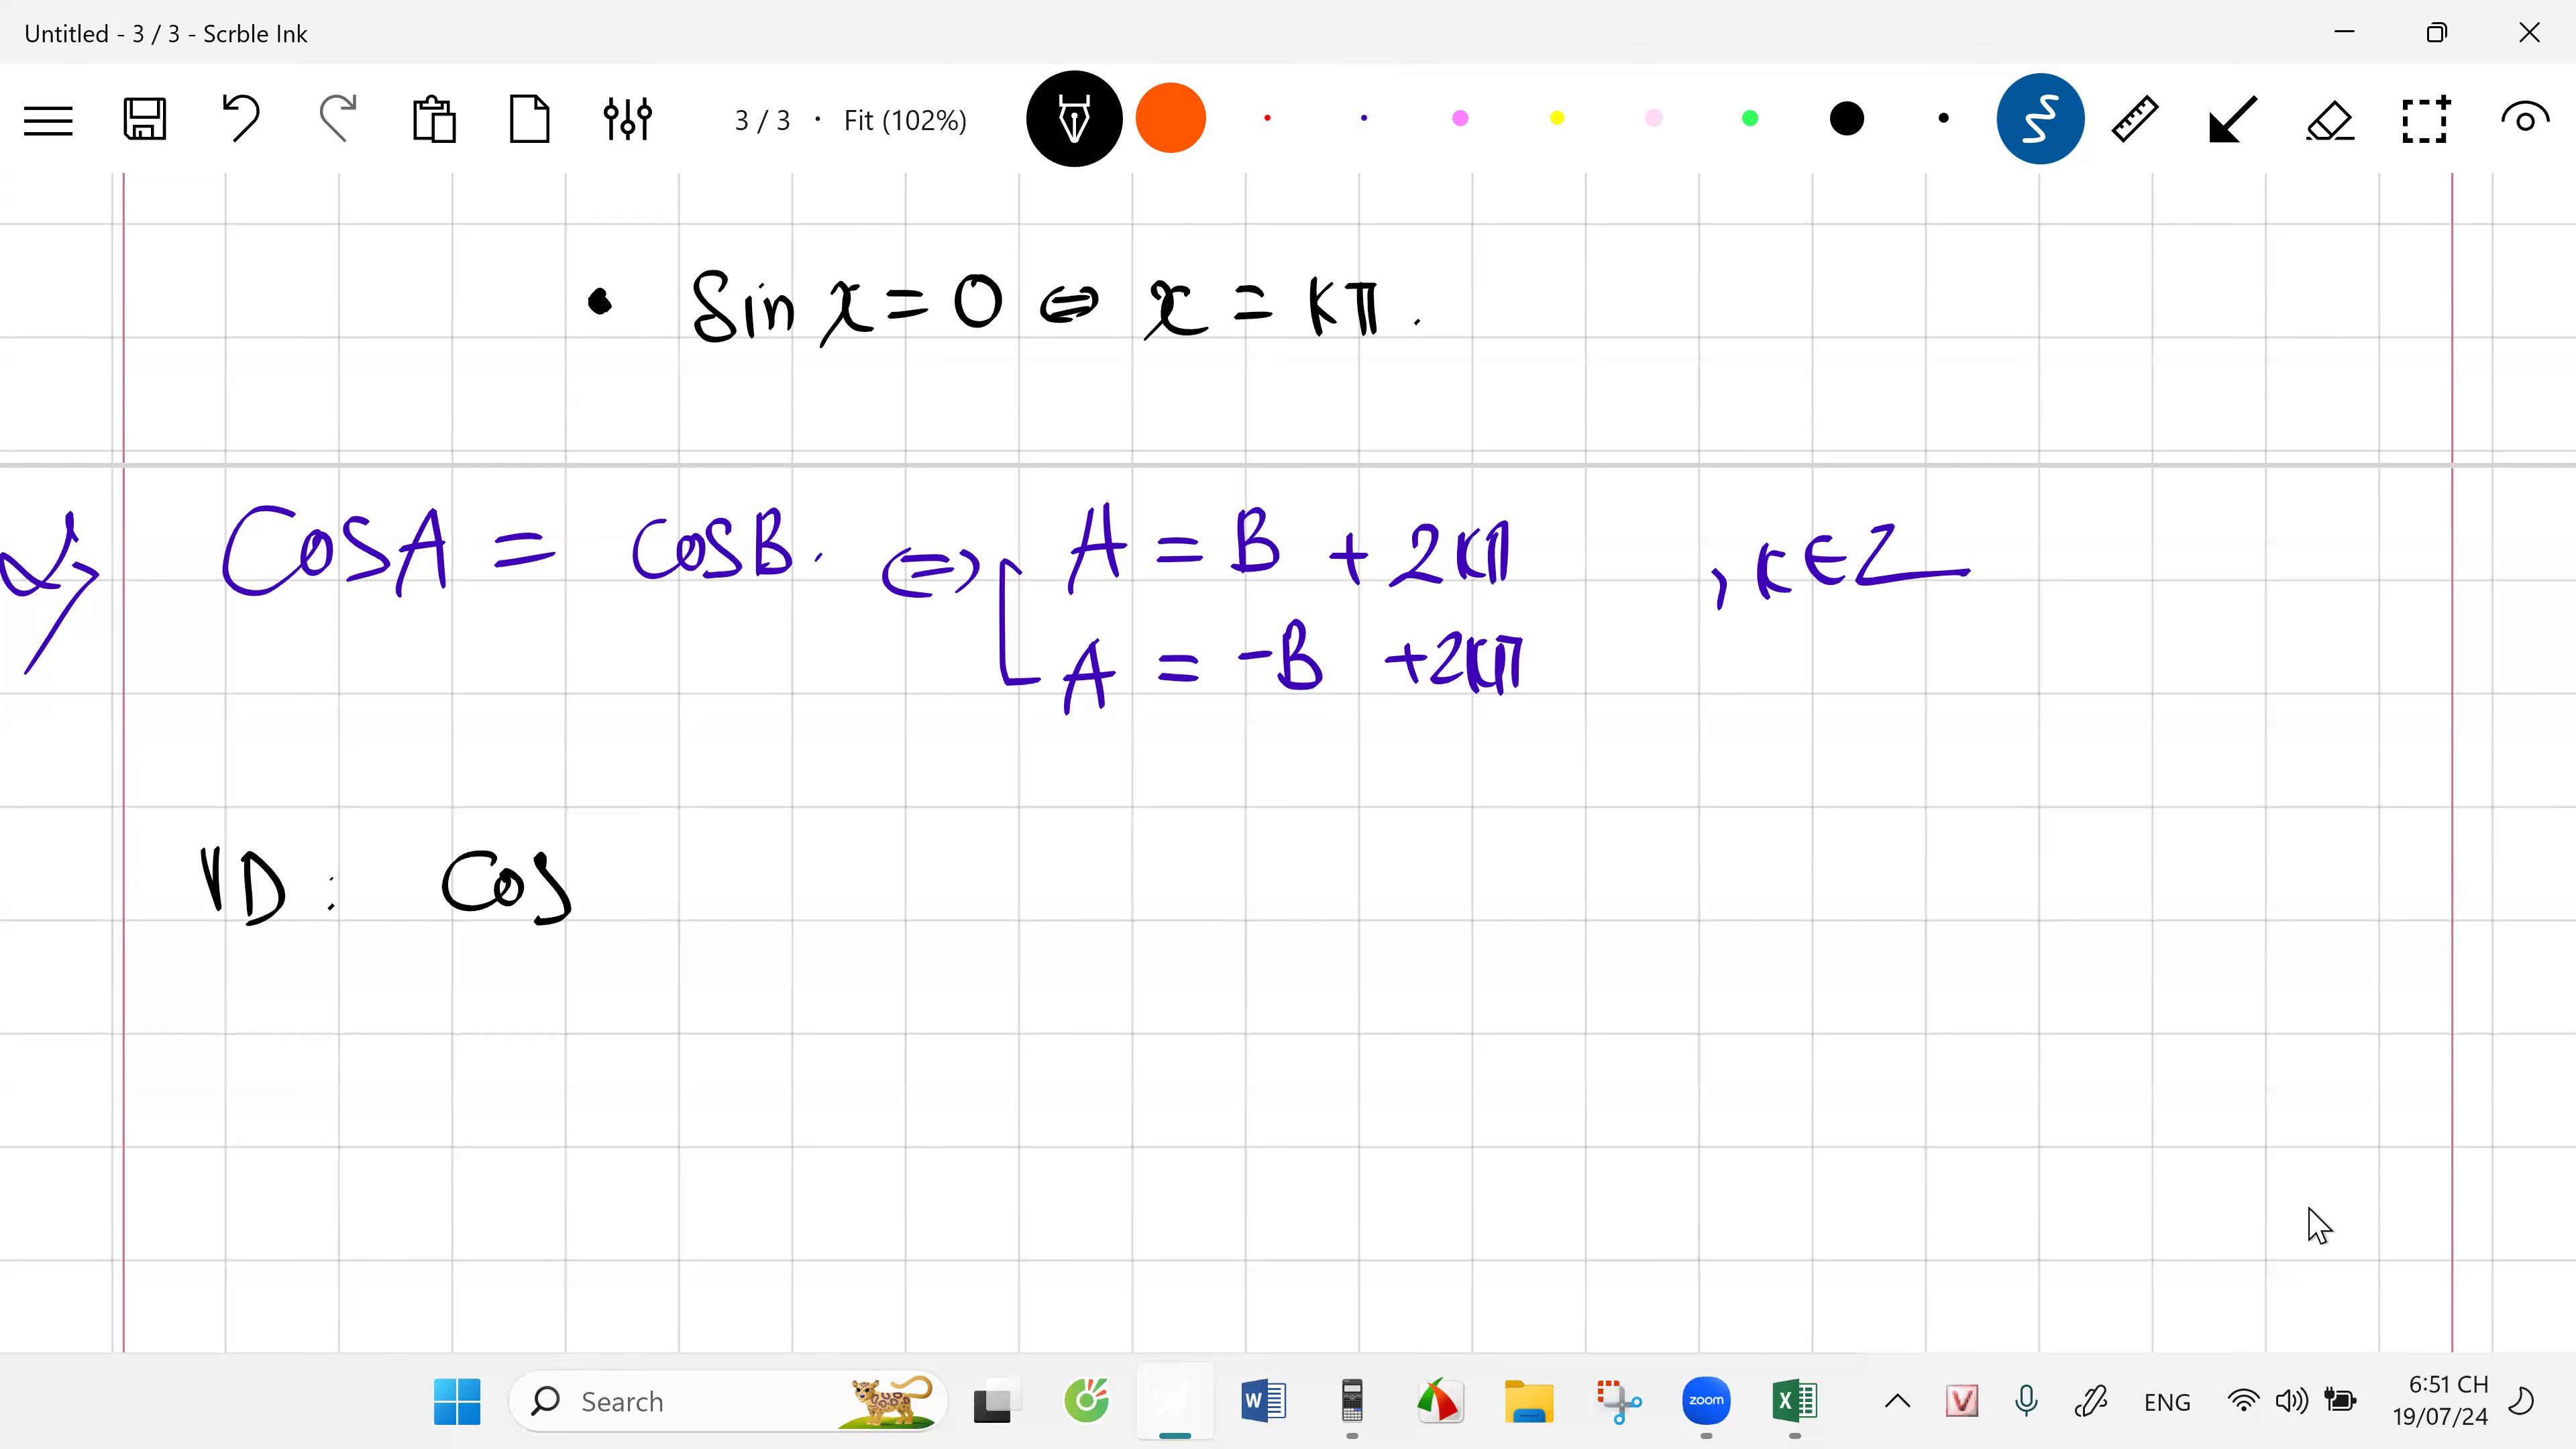 Untitled - 3 / 3 - Scrble Ink
3 / 3 · Fit (102%)
• Sin x = 0 ⇔ x = kπ.
CosA = cosB. ⇔ [ A = B + 2kπ , k ∈ Z
A = -B +2kπ
VD: Cos
Search
W
zoom
X
V
ENG
6:51 CH
19/07/24